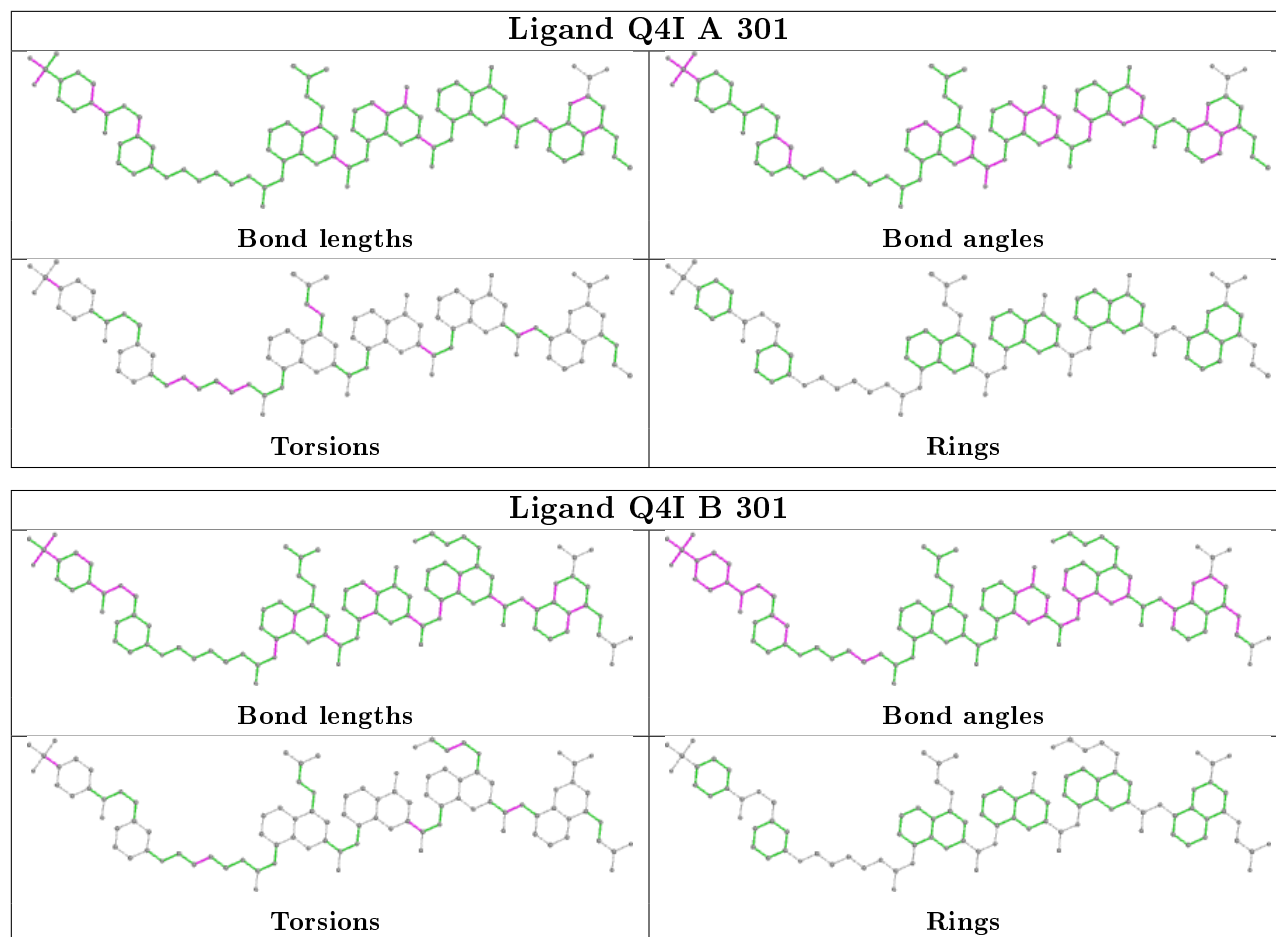 Ligand Q4I A 301
Bond lengths
Bond angles
Torsions
Rings
Ligand Q4I B 301
Bond lengths
Bond angles
Torsions
Rings